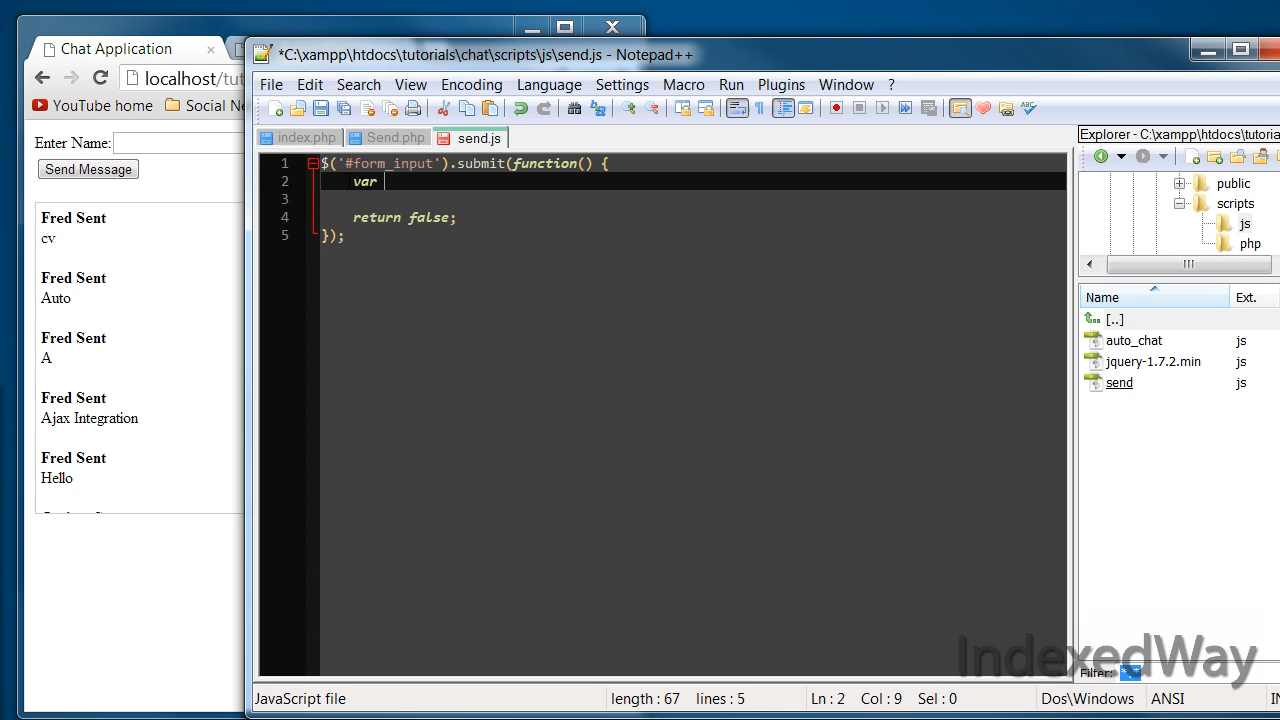 Chat Application
localhost/tut
YouTube home
Social Ne
Enter Name:
Send Message
Fred Sent
cv
Fred Sent
Auto
Fred Sent
A
Fred Sent
Ajax Integration
Fred Sent
Hello
*C:\xampp\htdocs\tutorials\chat\scripts\js\send.js - Notepad++
File Edit Search View Encoding Language Settings Macro Run Plugins Window ?
index.php Send.php send.js
1 $('#form_input').submit(function() {
2 var
3
4 return false;
5 });
Explorer - C:\xampp\htdocs\tutoria
public
scripts
js
php
Name Ext.
[..]
auto_chat js
jquery-1.7.2.min js
send js
IndexedWay
Filter: *.*
JavaScript file length : 67 lines : 5 Ln : 2 Col : 9 Sel : 0 Dos\Windows ANSI IN